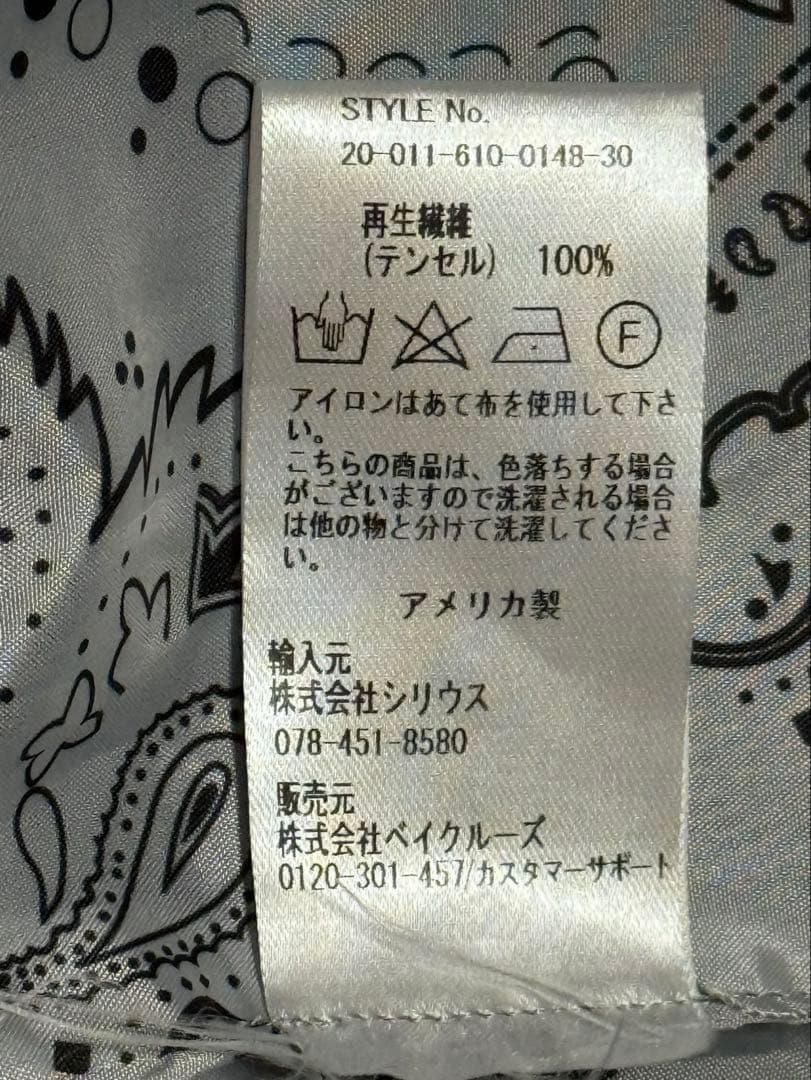 STYLE No.
20-011-610-0148-30
再生繊維
(テンセル) 100%
F
アイロンはあて布を使用して下さ
い。
こちらの商品は、色落ちする場合
がございますので洗濯される場合
は他の物と分けて洗濯してくださ
い。
アメリカ製
輸入元
株式会社シリウス
078-451-8580
販売元
株式会社ベイクルーズ
0120-301-457/カスタマーサポート